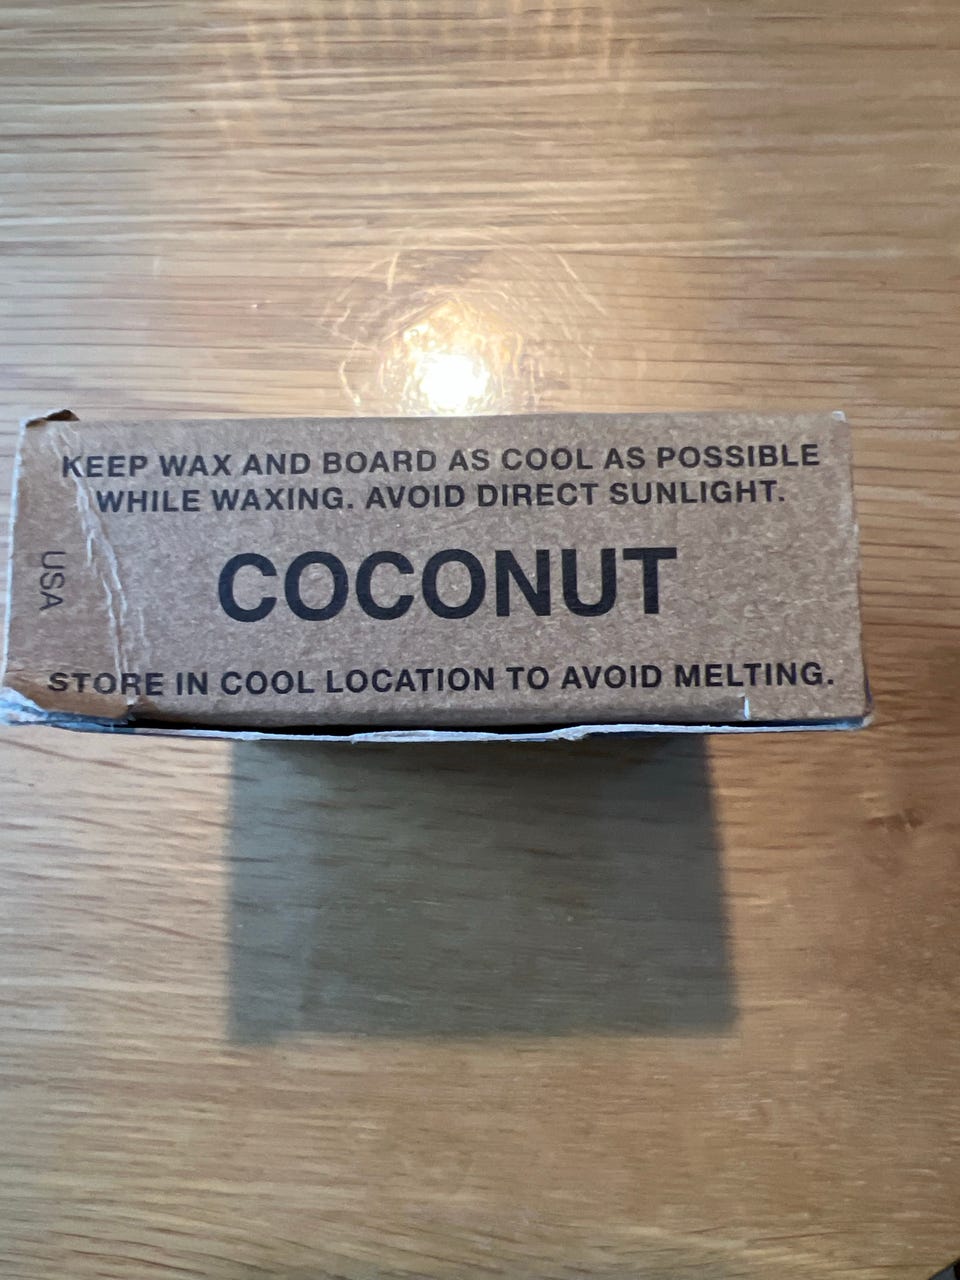 KEEP WAX AND BOARD AS COOL AS POSSIBLE
WHILE WAXING. AVOID DIRECT SUNLIGHT.
USA
COCONUT
STORE IN COOL LOCATION TO AVOID MELTING.